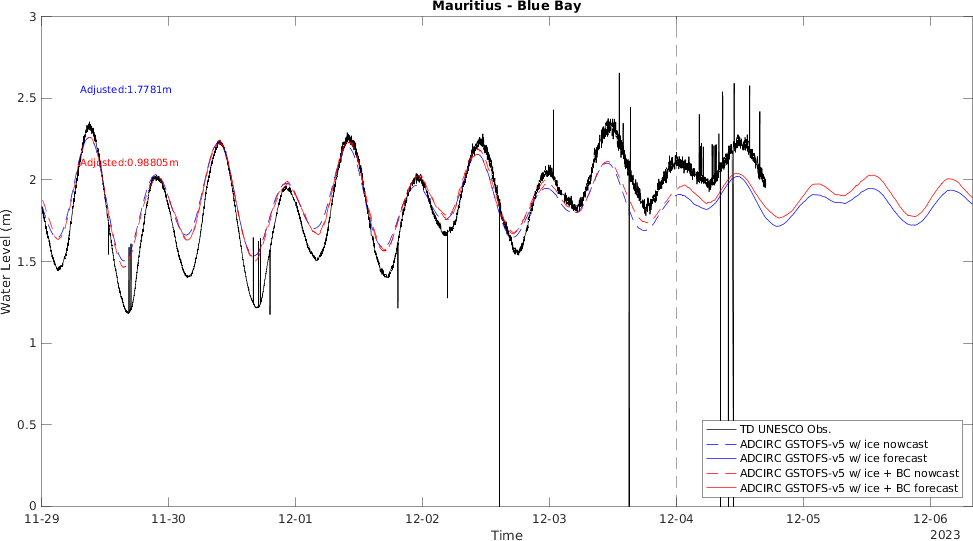 Mauritius - Blue Bay
3
2.5
2
1.5
1
0.5
0
Water Level (m)
Adjusted:1.7781m
Adjusted:0.98805m
TD UNESCO Obs.
ADCIRC GSTOFS-v5 w/ ice nowcast
ADCIRC GSTOFS-v5 w/ ice forecast
ADCIRC GSTOFS-v5 w/ ice + BC nowcast
ADCIRC GSTOFS-v5 w/ ice + BC forecast
11-29 11-30 12-01 12-02 12-03 12-04 12-05 12-06
Time
2023